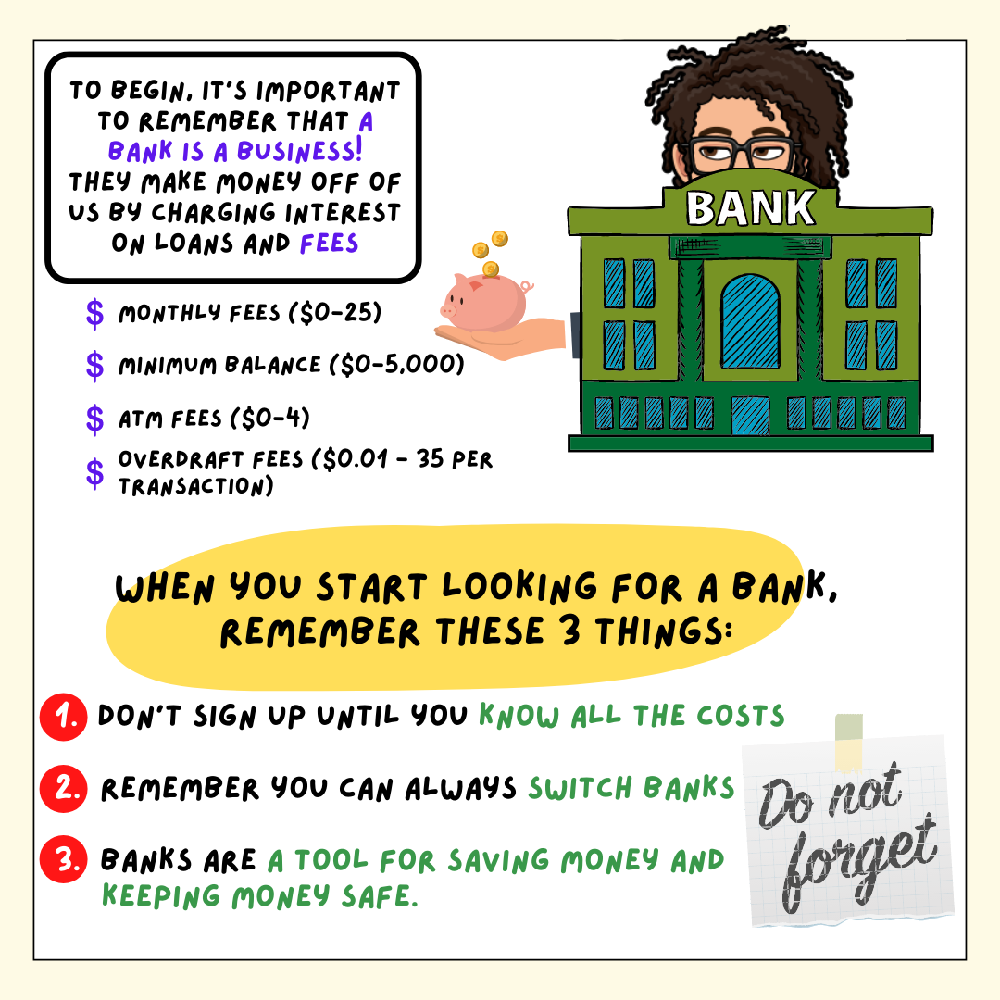 TO BEGIN, IT'S IMPORTANT
TO REMEMBER THAT A
BANK IS A BUSINESS!
THEY MAKE MONEY OFF OF
US BY CHARGING INTEREST
ON LOANS AND FEES
BANK
$ MONTHLY FEES ($0-25)
$ MINIMUM BALANCE ($0-5,000)
$ ATM FEES ($0-4)
$ OVERDRAFT FEES ($0.01 - 35 PER
TRANSACTION)
WHEN YOU START LOOKING FOR A BANK,
REMEMBER THESE 3 THINGS:
1. DON'T SIGN UP UNTIL YOU KNOW ALL THE COSTS
2. REMEMBER YOU CAN ALWAYS SWITCH BANKS
3. BANKS ARE A TOOL FOR SAVING MONEY AND
KEEPING MONEY SAFE.
Do not
forget